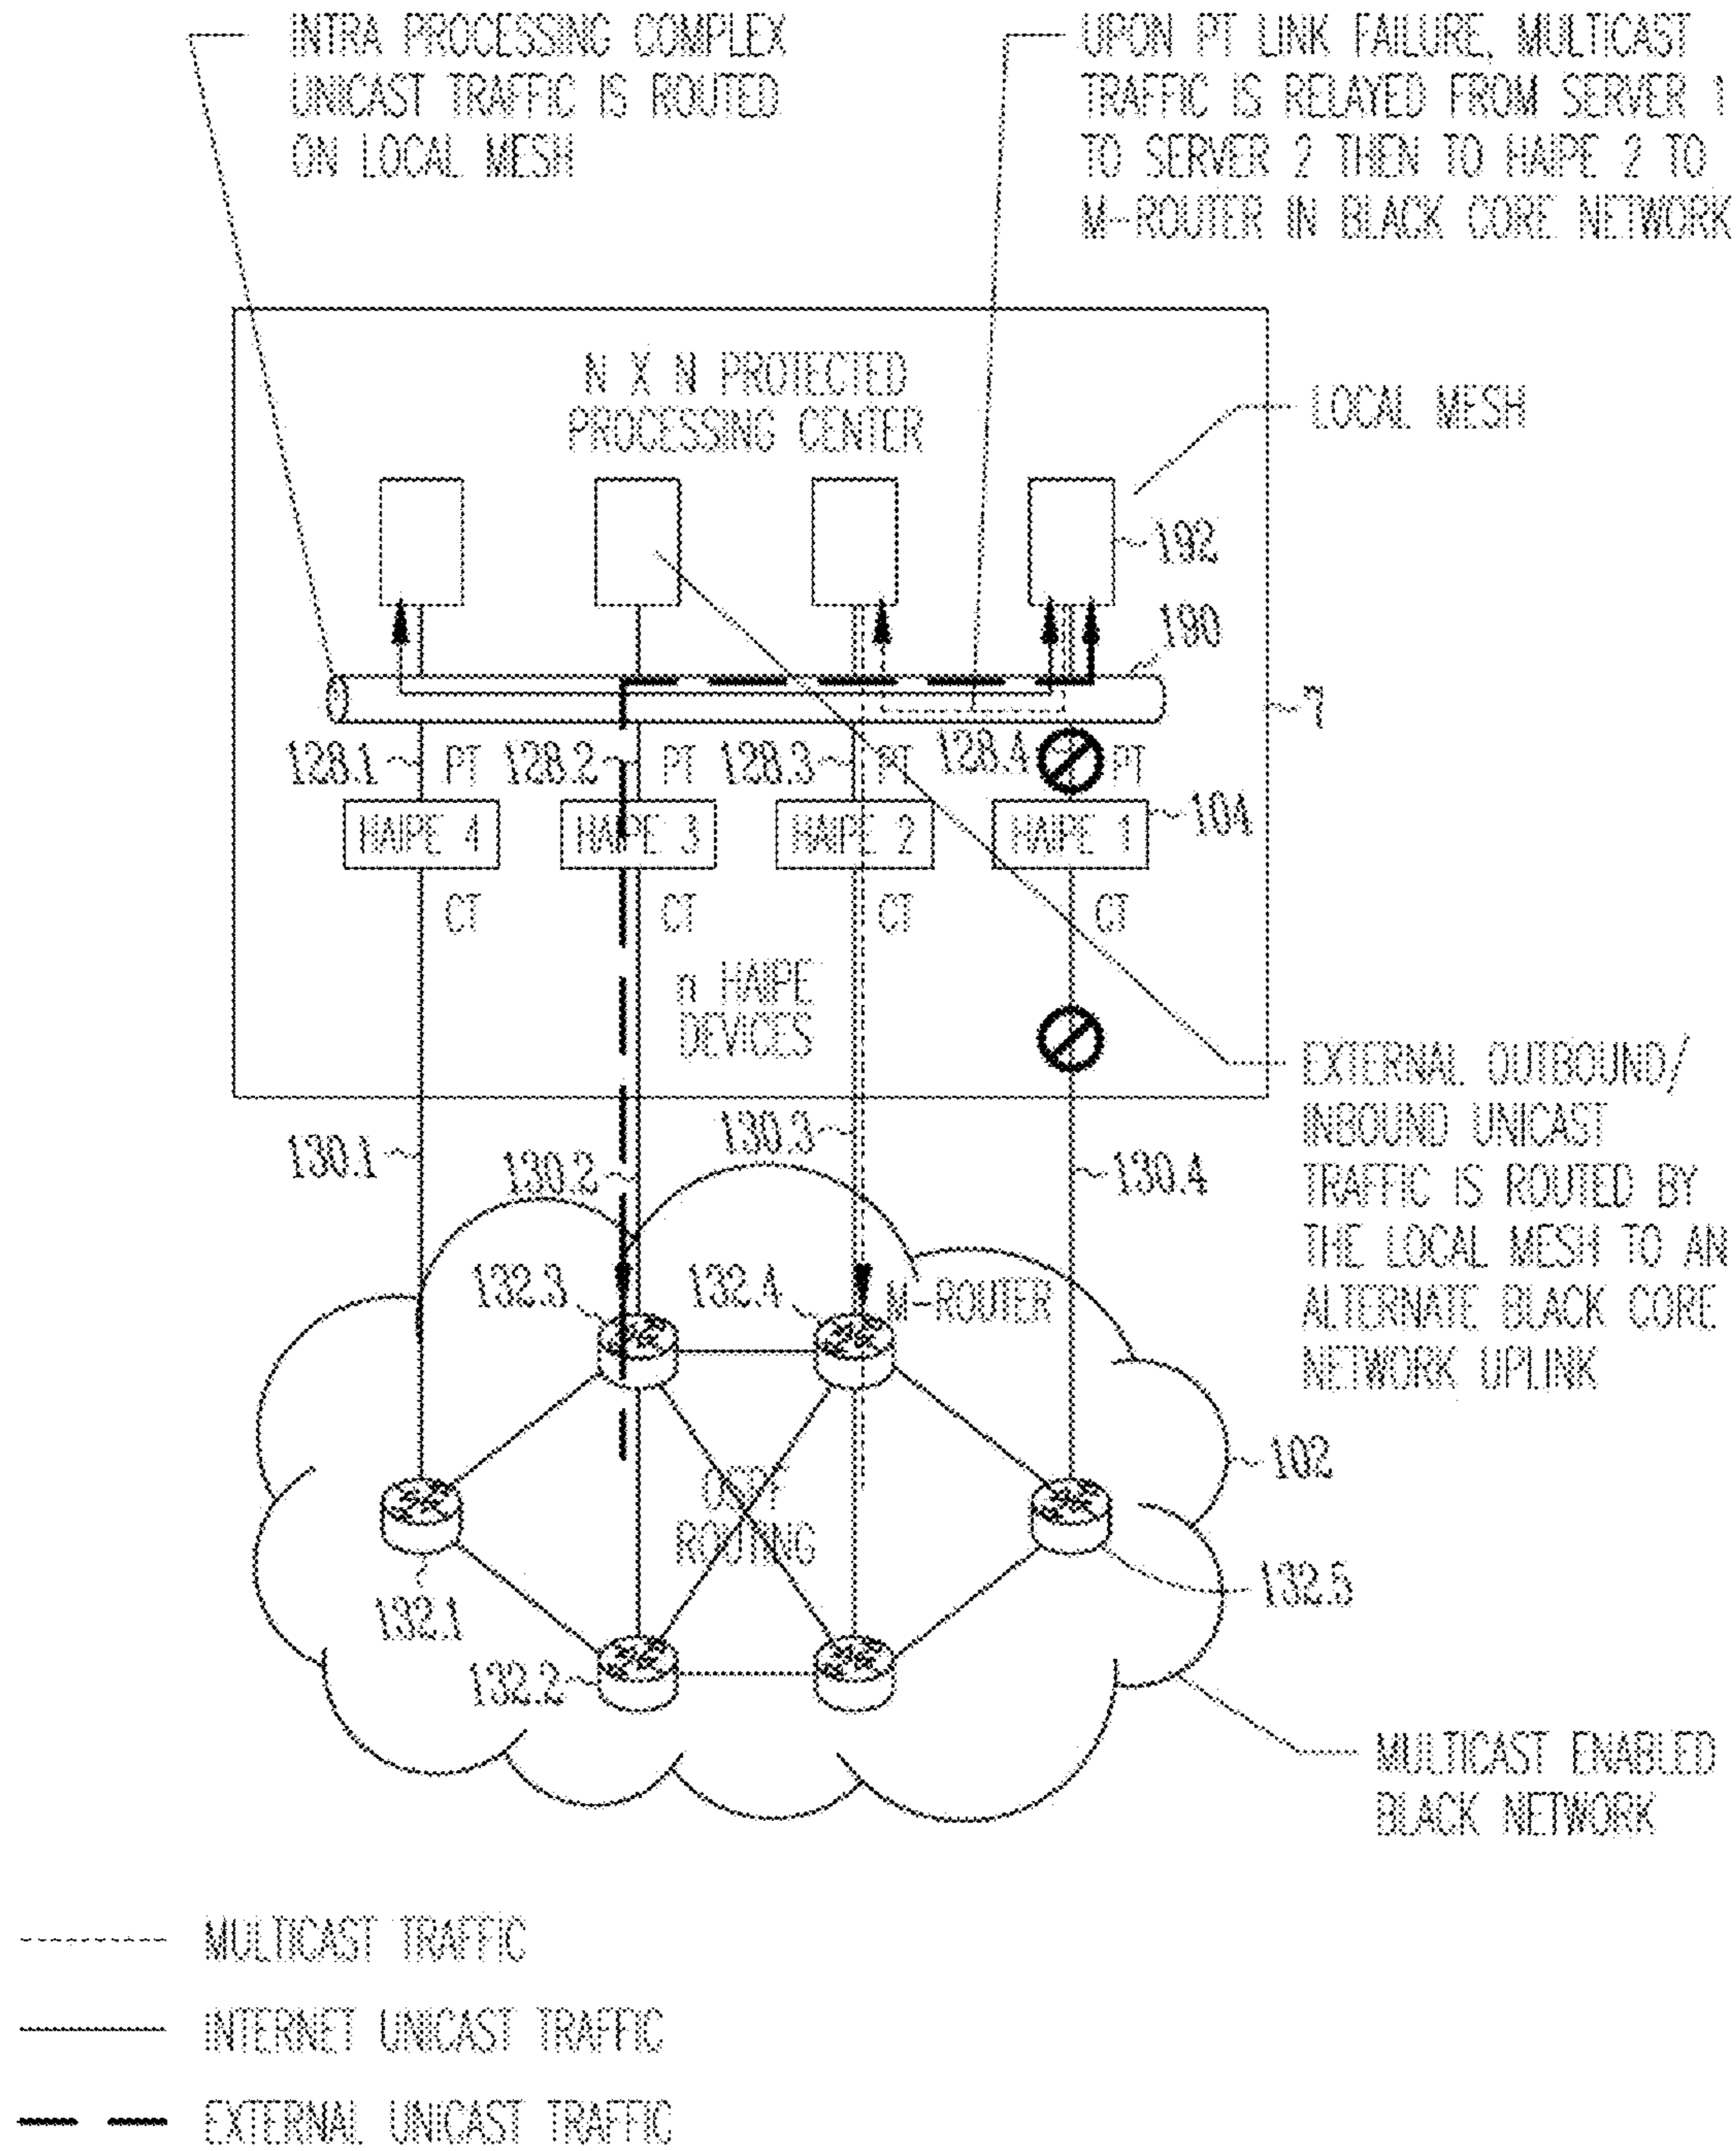 INTRA PROCESSING COMPLEX
UNICAST TRAFFIC IS ROUTED
ON LOCAL MESH
UPON PT LINK FAILURE, MULTICAST
TRAFFIC IS RELAYED FROM SERVER 1
TO SERVER 2 THEN TO HAIPE 2 TO
M-ROUTER IN BLACK CORE NETWORK
N X N PROTECTED
PROCESSING CENTER
LOCAL MESH
192
190
7
128.1
PT
128.2
PT
128.3
PT
128.4
PT
HAIPE 4
HAIPE 3
HAIPE 2
HAIPE 1
104
CT
CT
CT
CT
n HAIPE
DEVICES
EXTERNAL OUTBOUND/
INBOUND UNICAST
TRAFFIC IS ROUTED BY
THE LOCAL MESH TO AN
ALTERNATE BLACK CORE
NETWORK UPLINK
130.1
130.2
130.3
130.4
132.3
132.4
M-ROUTER
102
OSPF
ROUTING
132.1
132.5
132.2
MULTICAST ENABLED
BLACK NETWORK
MULTICAST TRAFFIC
INTERNET UNICAST TRAFFIC
EXTERNAL UNICAST TRAFFIC